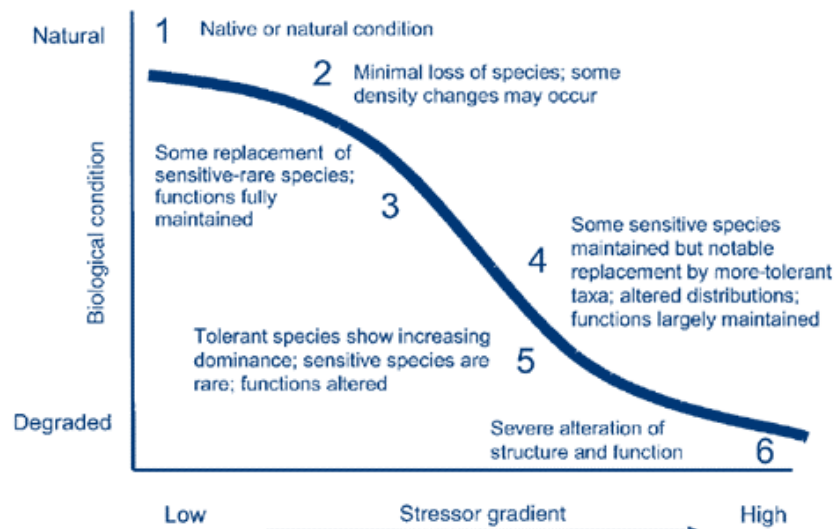 Natural
1
Native or natural condition
2
Minimal loss of species; some
density changes may occur
Some replacement of
sensitive-rare species;
functions fully
maintained
3
Biological condition
4
Some sensitive species
maintained but notable
replacement by more-tolerant
taxa; altered distributions;
functions largely maintained
Tolerant species show increasing
dominance; sensitive species are
rare; functions altered
5
Degraded
Severe alteration of
structure and function
6
Low
Stressor gradient
High